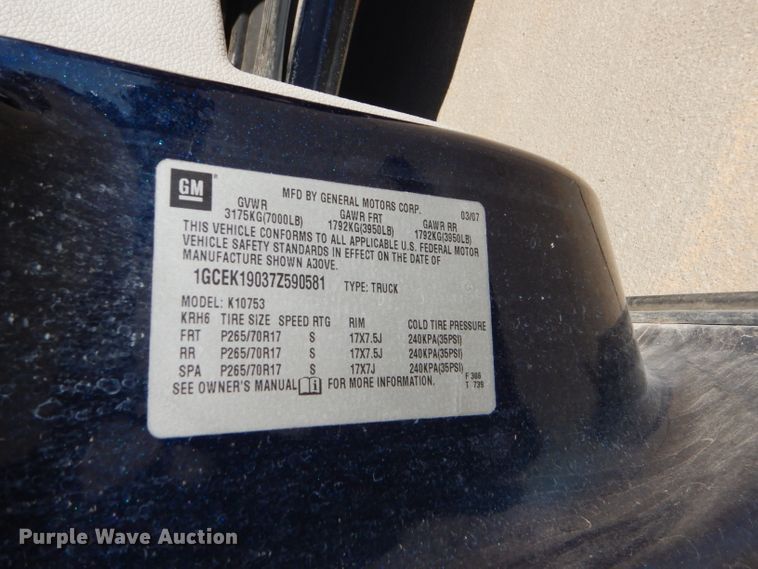 GM
MFD BY GENERAL MOTORS CORP. 03/07
GVWR GAWR FRT GAWR RR
3175KG(7000LB) 1792KG(3950LB) 1792KG(3950LB)
THIS VEHICLE CONFORMS TO ALL APPLICABLE U.S. FEDERAL MOTOR
VEHICLE SAFETY STANDARDS IN EFFECT ON THE DATE OF
MANUFACTURE SHOWN A3OVE.
1GCEK19037Z590581 TYPE: TRUCK
MODEL: K10753
KRH6 TIRE SIZE SPEED RTG RIM COLD TIRE PRESSURE
FRT P265/70R17 S 17X7.5J 240KPA(35PSI)
RR P265/70R17 S 17X7.5J 240KPA(35PSI)
SPA P265/70R17 S 17X7J 240KPA(35PSI)
SEE OWNER'S MANUAL i FOR MORE INFORMATION.
F 366
T 739
Purple Wave Auction